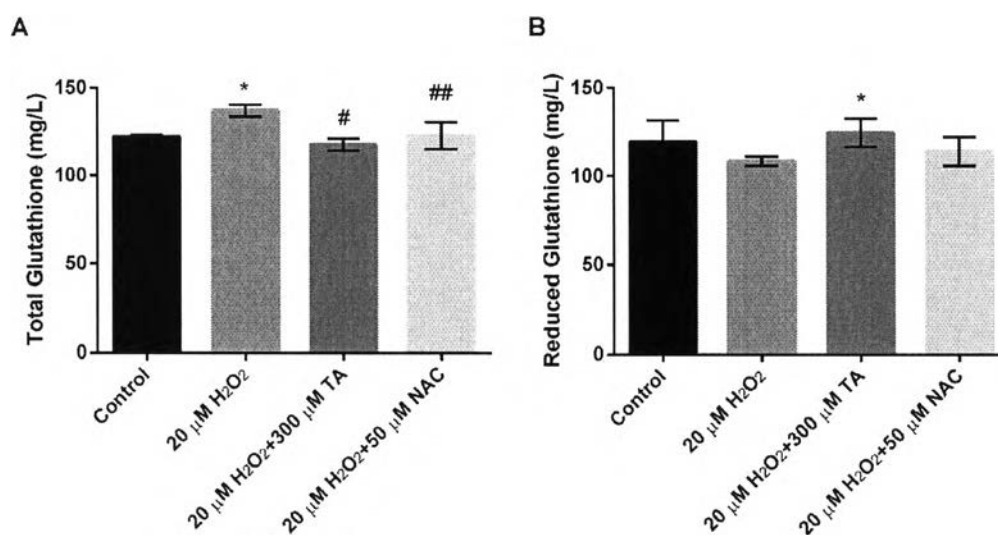 A
Total Glutathione (mg/L)
150
100
50
0
*
#
##
Control
20 μM H₂O₂
20 μM H₂O₂+300 μM TA
20 μM H₂O₂+50 μM NAC
B
Reduced Glutathione (mg/L)
150
100
50
0
*
Control
20 μM H₂O₂
20 μM H₂O₂+300 μM TA
20 μM H₂O₂+50 μM NAC